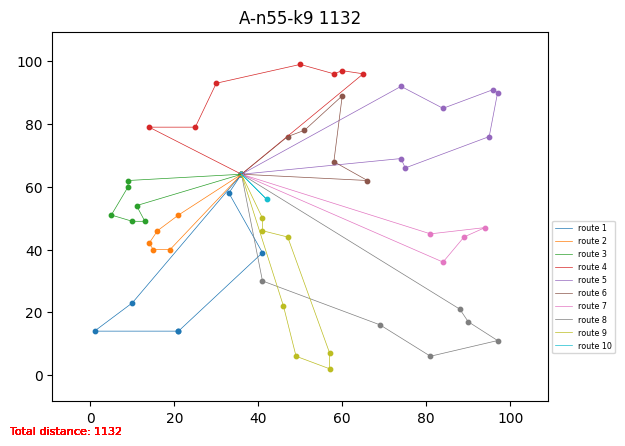 A-n55-k9 1132
100
80
60
40
20
0
0 20 40 60 80 100
route 1
route 2
route 3
route 4
route 5
route 6
route 7
route 8
route 9
route 10
Total distance: 1132